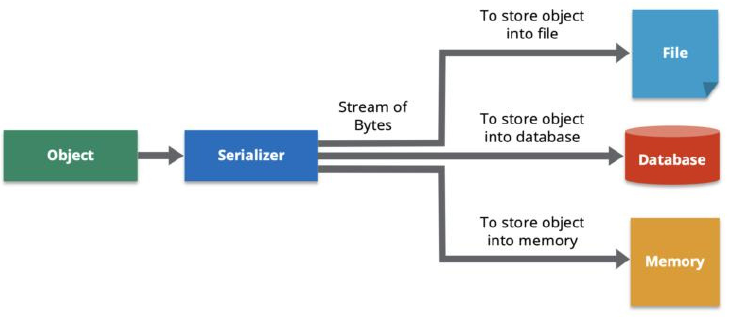 To store object
into file
File
Stream of
Bytes
To store object
into database
Object
Serializer
Database
To store object
into memory
Memory